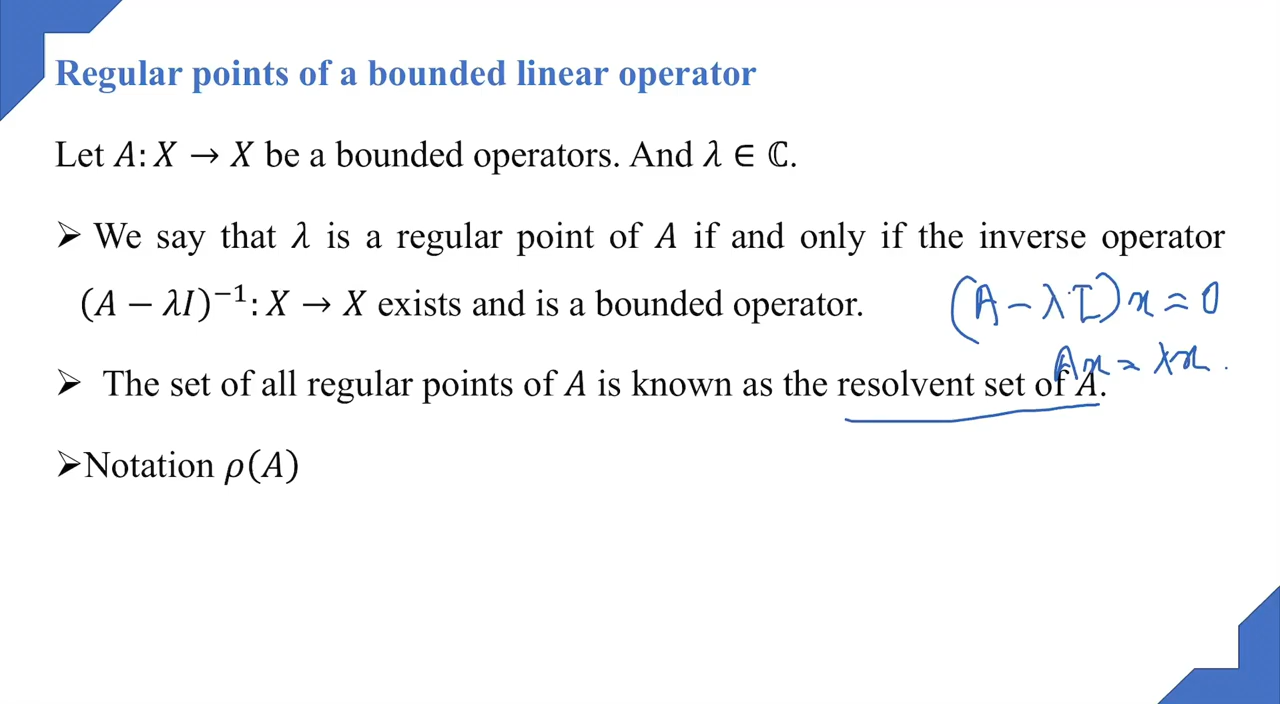 Regular points of a bounded linear operator
Let A: X → X be a bounded operators. And λ ∈ ℂ.
➢ We say that λ is a regular point of A if and only if the inverse operator
(A − λI)⁻¹: X → X exists and is a bounded operator.
(A − λI)x = 0
Ax = λx.
➢ The set of all regular points of A is known as the resolvent set of A.
➢Notation ρ(A)